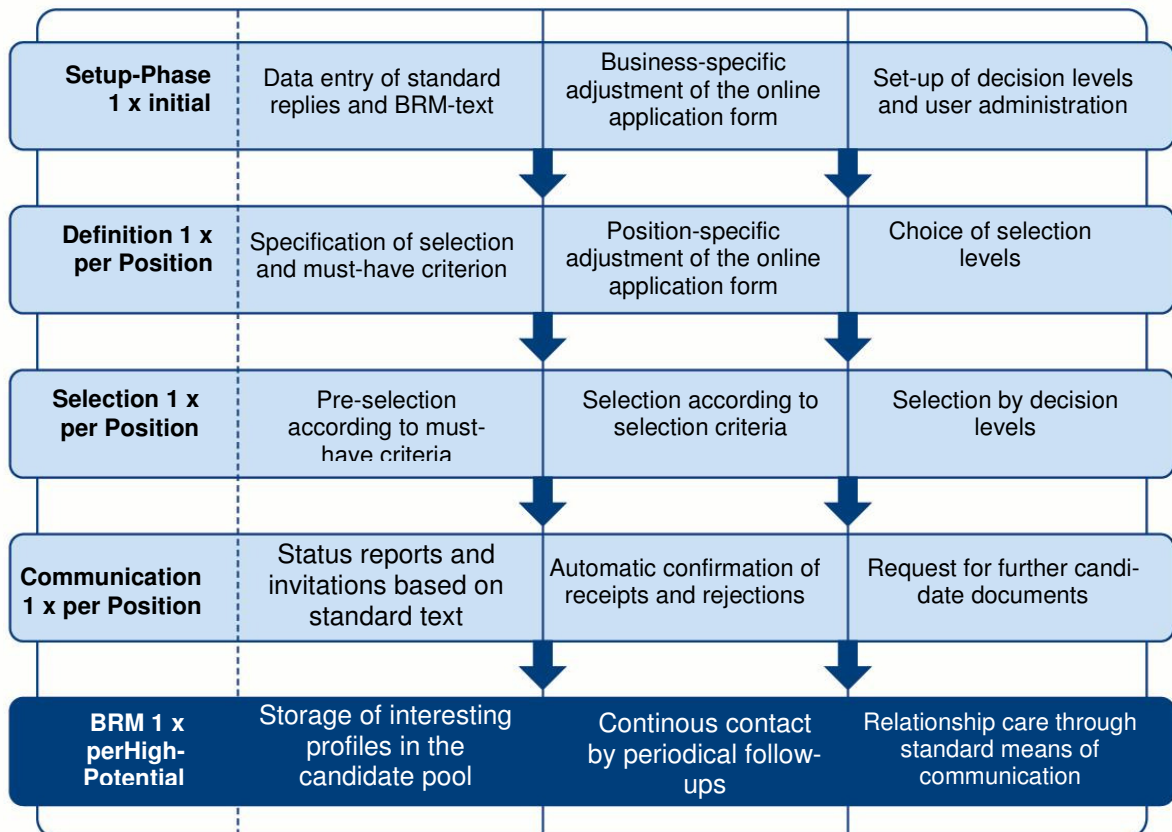 Setup-Phase
1 x initial
Data entry of standard
replies and BRM-text
Business-specific
adjustment of the online
application form
Set-up of decision levels
and user administration
Definition 1 x
per Position
Specification of selection
and must-have criterion
Position-specific
adjustment of the online
application form
Choice of selection
levels
Selection 1 x
per Position
Pre-selection
according to must-
have criteria
Selection according to
selection criteria
Selection by decision
levels
Communication
1 x per Position
Status reports and
invitations based on
standard text
Automatic confirmation of
receipts and rejections
Request for further candi-
date documents
BRM 1 x
perHigh-
Potential
Storage of interesting
profiles in the
candidate pool
Continous contact
by periodical follow-
ups
Relationship care through
standard means of
communication